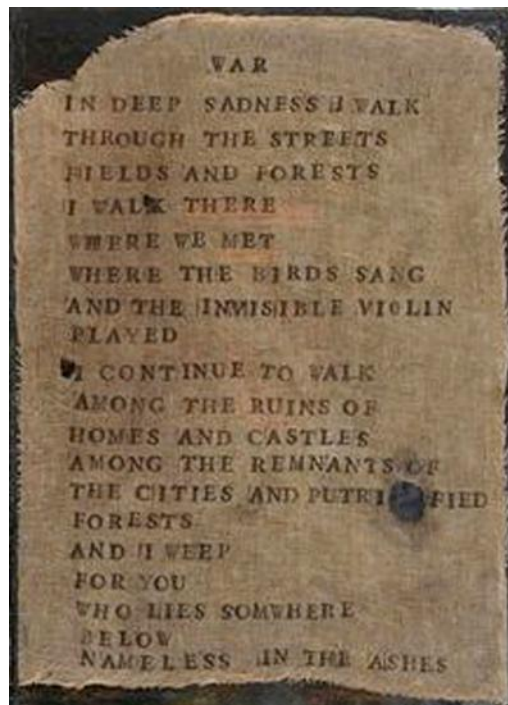 WAR
IN DEEP SADNESS I WALK
THROUGH THE STREETS
FIELDS AND FORESTS
I WALK THERE
WHERE WE MET
WHERE THE BIRDS SANG
AND THE INVISIBLE VIOLIN
PLAYED
I CONTINUE TO WALK
AMONG THE RUINS OF
HOMES AND CASTLES
AMONG THE REMNANTS OF
THE CITIES AND PUTRI FIED
FORESTS
AND I WEEP
FOR YOU
WHO LIES SOMWHERE
BELOW
NAMELESS IN THE ASHES